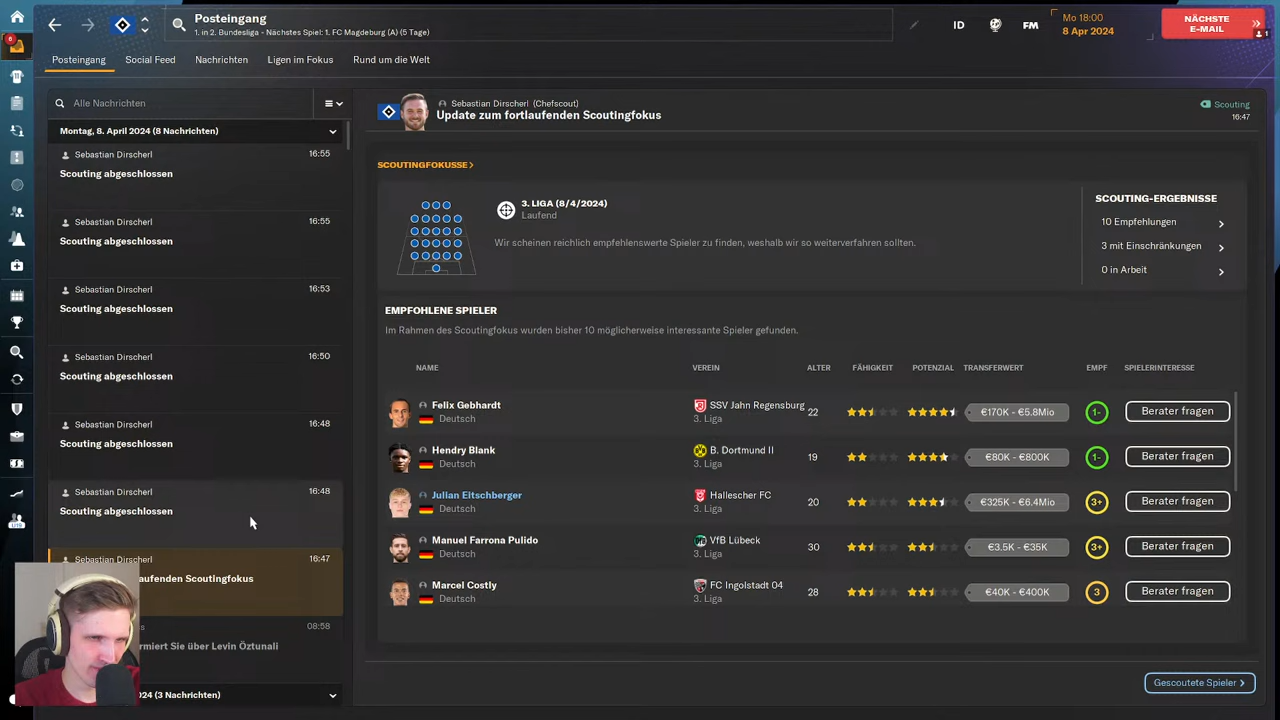 Posteingang
1. in 2. Bundesliga - Nächstes Spiel: 1. FC Magdeburg (A) (5 Tage)
ID
FM
Mo 18:00
8 Apr 2024
NÄCHSTE
E-MAIL
1
6
Posteingang
Social Feed
Nachrichten
Ligen im Fokus
Rund um die Welt
Alle Nachrichten
Montag, 8. April 2024 (8 Nachrichten)
Sebastian Dirscherl 16:55
Scouting abgeschlossen
Sebastian Dirscherl 16:55
Scouting abgeschlossen
Sebastian Dirscherl 16:53
Scouting abgeschlossen
Sebastian Dirscherl 16:50
Scouting abgeschlossen
Sebastian Dirscherl 16:48
Scouting abgeschlossen
Sebastian Dirscherl 16:48
Scouting abgeschlossen
Sebastian Dirscherl 16:47
laufenden Scoutingfokus
08:58
rmiert Sie über Levin Öztunali
2024 (3 Nachrichten)
U19
Sebastian Dirscherl (Chefscout)
Update zum fortlaufenden Scoutingfokus
Scouting
16:47
SCOUTINGFOKUSSE
3. LIGA (8/4/2024)
Laufend
Wir scheinen reichlich empfehlenswerte Spieler zu finden, weshalb wir so weiterverfahren sollten.
SCOUTING-ERGEBNISSE
10 Empfehlungen
3 mit Einschränkungen
0 in Arbeit
EMPFOHLENE SPIELER
Im Rahmen des Scoutingfokus wurden bisher 10 möglicherweise interessante Spieler gefunden.
NAME VEREIN ALTER FÄHIGKEIT POTENZIAL TRANSFERWERT EMPF SPIELERINTERESSE
Felix Gebhardt SSV Jahn Regensburg 22 €170K - €5.8Mio 1- Berater fragen
Deutsch 3. Liga
Hendry Blank B. Dortmund II 19 €80K - €800K 1- Berater fragen
Deutsch 3. Liga
Julian Eitschberger Hallescher FC 20 €325K - €6.4Mio 3+ Berater fragen
Deutsch 3. Liga
Manuel Farrona Pulido VfB Lübeck 30 €3.5K - €35K 3+ Berater fragen
Deutsch 3. Liga
Marcel Costly FC Ingolstadt 04 28 €40K - €400K 3 Berater fragen
Deutsch 3. Liga
Gescoutete Spieler